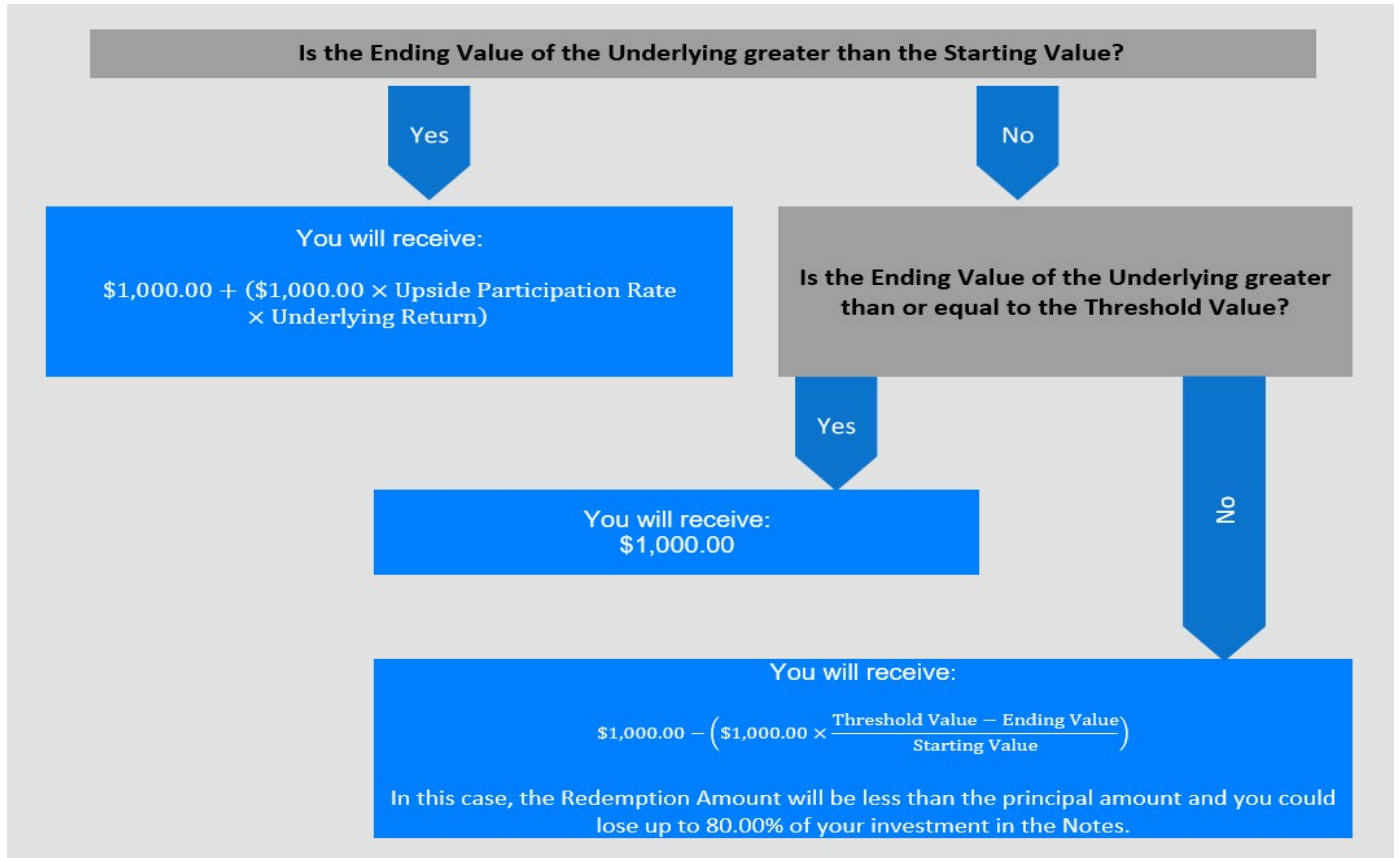 Is the Ending Value of the Underlying greater than the Starting Value?
Yes
No
You will receive:
$1,000.00 + ($1,000.00 × Upside Participation Rate
× Underlying Return)
Is the Ending Value of the Underlying greater
than or equal to the Threshold Value?
Yes
No
You will receive:
$1,000.00
You will receive:
$1,000.00 − ($1,000.00 × (Threshold Value − Ending Value) / Starting Value)
In this case, the Redemption Amount will be less than the principal amount and you could
lose up to 80.00% of your investment in the Notes.